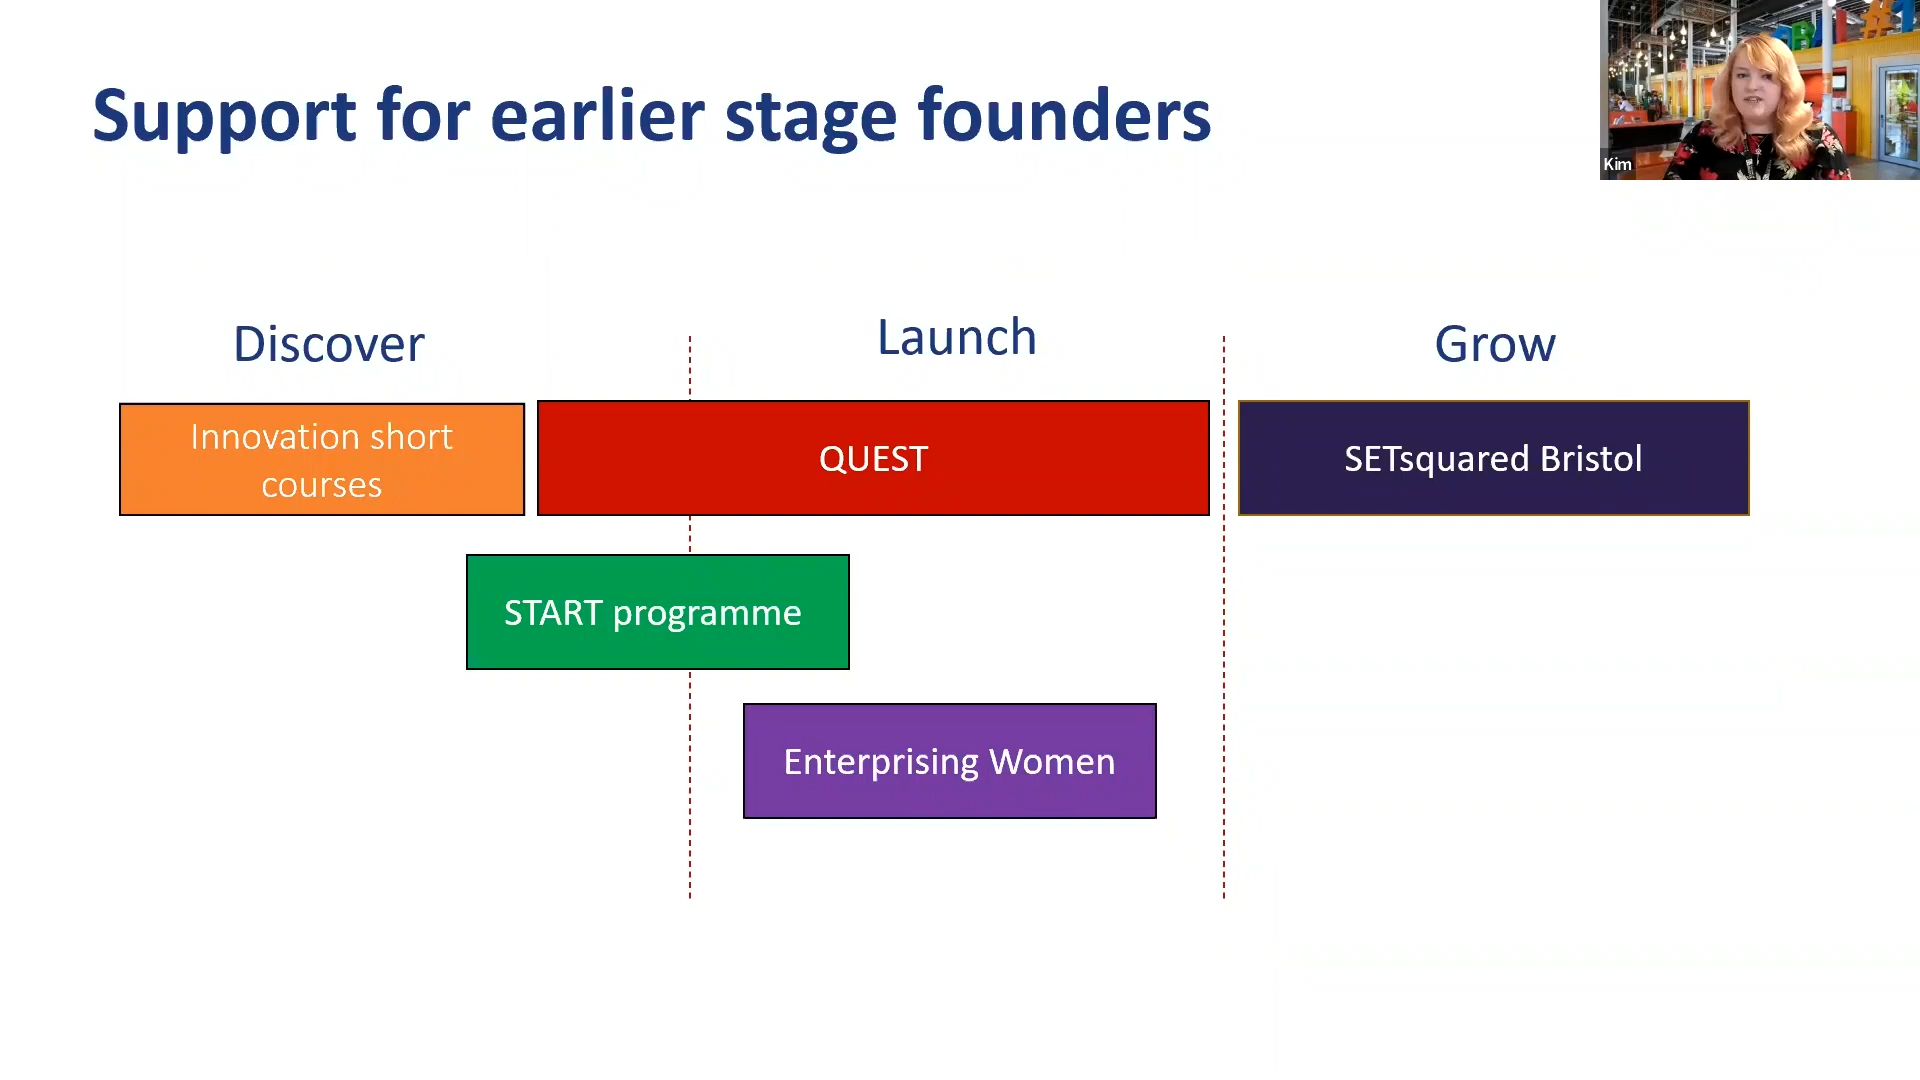 Support for earlier stage founders
Kim
Discover
Launch
Grow
Innovation short
courses
QUEST
SETsquared Bristol
START programme
Enterprising Women
#1